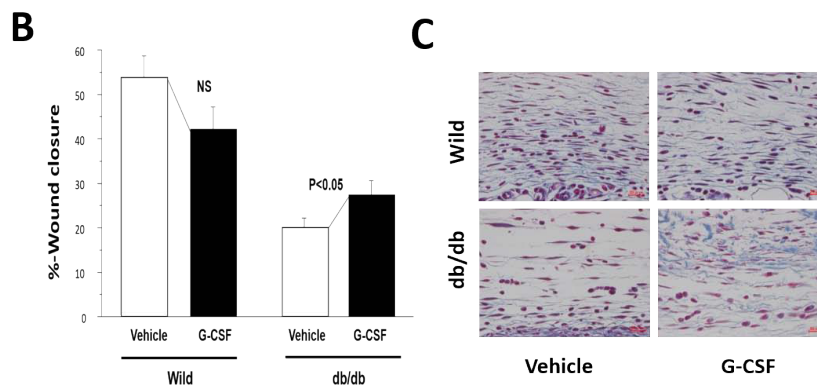 B
60
50
40
30
20
10
0
%-Wound closure
NS
P<0.05
Vehicle
G-CSF
Vehicle
G-CSF
Wild
db/db
C
Wild
db/db
Vehicle
G-CSF